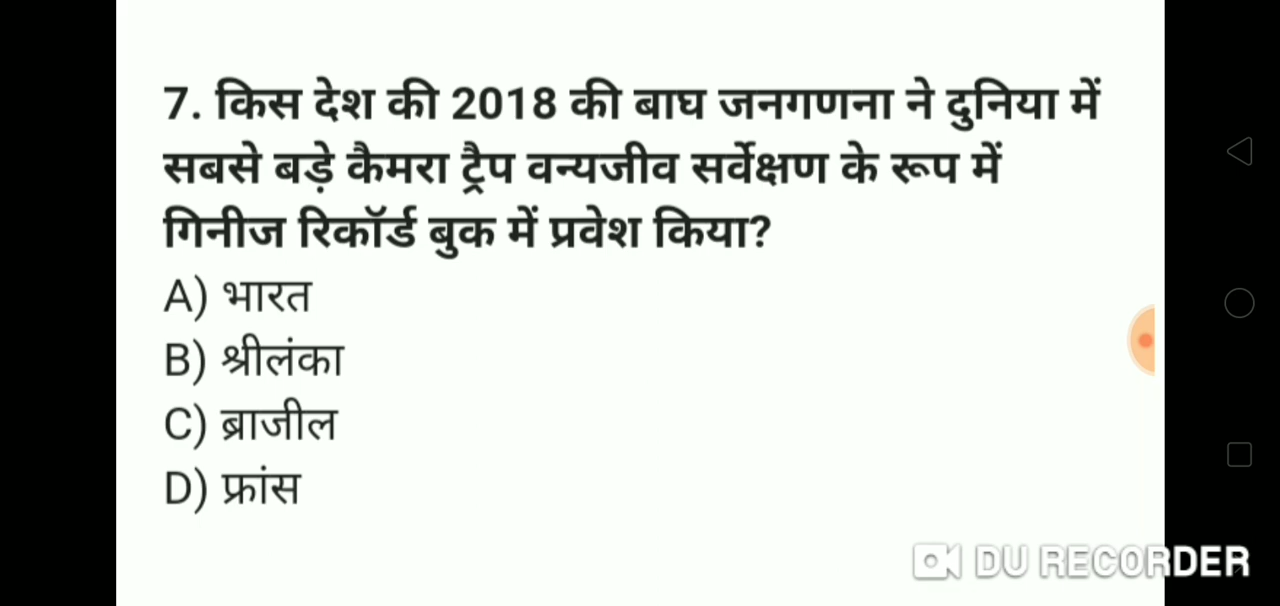 7. किस देश की 2018 की बाघ जनगणना ने दुनिया में
सबसे बड़े कैमरा ट्रैप वन्यजीव सर्वेक्षण के रूप में
गिनीज रिकॉर्ड बुक में प्रवेश किया?
A) भारत
B) श्रीलंका
C) ब्राजील
D) फ्रांस
DU RECORDER